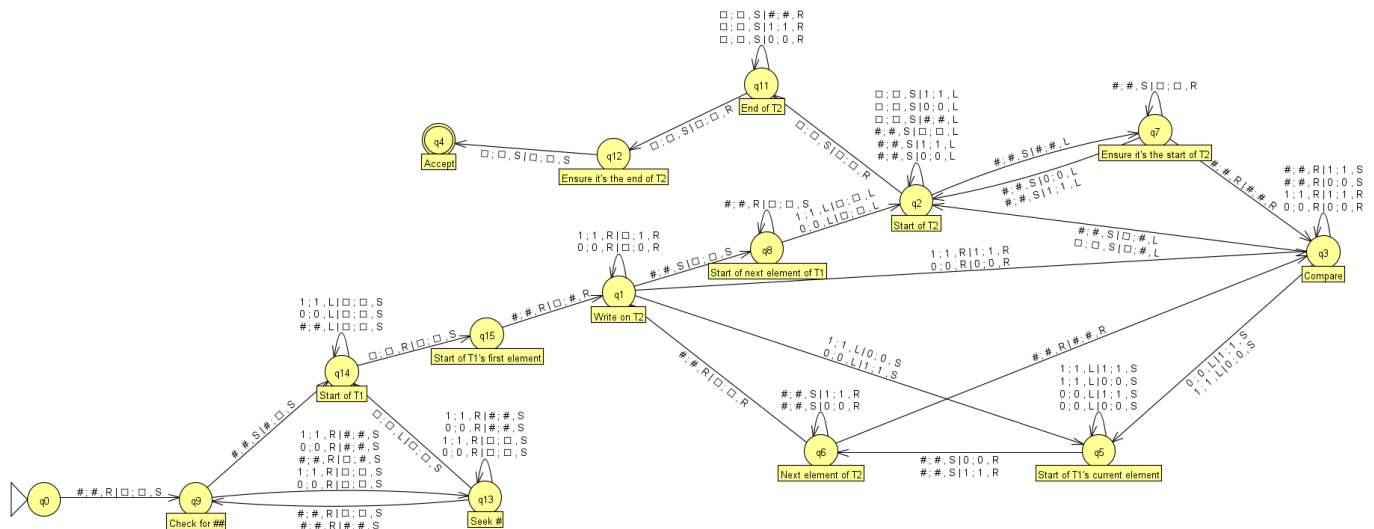 □ ; □ , S | # ; # , R
□ ; □ , S | 1 ; 1 , R
□ ; □ , S | 0 ; 0 , R
q11
End of T2
□ ; □ , S | □ ; □ , R
q4
Accept
□ ; □ , S | □ ; □ , S
q12
Ensure it's the end of T2
□ ; □ , S | □ ; □ , R
□ ; □ , S | 1 ; 1 , L
□ ; □ , S | 0 ; 0 , L
□ ; □ , S | # ; # , L
# ; # , S | □ ; □ , L
# ; # , S | 1 ; 1 , L
# ; # , S | 0 ; 0 , L
q2
Start of T2
# ; # , S | □ ; □ , R
q7
Ensure it's the start of T2
# ; # , S | # ; # , L
# ; # , S | 0 ; 0 , L
# ; # , S | 1 ; 1 , L
# ; # , R | # ; # , R
# ; # , R | 1 ; 1 , S
# ; # , R | 0 ; 0 , S
1 ; 1 , R | 1 ; 1 , R
0 ; 0 , R | 0 ; 0 , R
q3
Compare
# ; # , S | □ ; # , L
□ ; □ , S | □ ; # , L
# ; # , R | □ ; □ , S
q8
Start of next element of T1
1 ; 1 , L | □ ; □ , L
0 ; 0 , L | □ ; □ , L
1 ; 1 , R | □ ; 1 , R
0 ; 0 , R | □ ; 0 , R
q1
Write on T2
# ; # , S | □ ; □ , S
1 ; 1 , R | 1 ; 1 , R
0 ; 0 , R | 0 ; 0 , R
1 ; 1 , L | □ ; □ , S
0 ; 0 , L | □ ; □ , S
# ; # , L | □ ; □ , S
q14
Start of T1
□ ; □ , R | □ ; □ , S
q15
Start of T1's first element
# ; # , R | □ ; # , R
1 ; 1 , L | 0 ; 0 , S
0 ; 0 , L | 1 ; 1 , S
# ; # , R | # ; # , R
# ; # , R | □ ; □ , R
# ; # , S | 1 ; 1 , R
# ; # , S | 0 ; 0 , R
q6
Next element of T2
# ; # , S | 0 ; 0 , R
# ; # , S | 1 ; 1 , R
1 ; 1 , L | 1 ; 1 , S
1 ; 1 , L | 0 ; 0 , S
0 ; 0 , L | 1 ; 1 , S
0 ; 0 , L | 0 ; 0 , S
q5
Start of T1's current element
0 ; 0 , L | 1 ; 1 , S
1 ; 1 , L | 0 ; 0 , S
# ; # , S | # ; □ , S
□ ; □ , L | □ ; □ , S
1 ; 1 , R | # ; # , S
0 ; 0 , R | # ; # , S
1 ; 1 , R | □ ; □ , S
0 ; 0 , R | □ ; □ , S
q13
Seek #
1 ; 1 , R | # ; # , S
0 ; 0 , R | # ; # , S
# ; # , R | □ ; # , S
1 ; 1 , R | □ ; □ , S
0 ; 0 , R | □ ; □ , S
q0
# ; # , R | □ ; □ , S
q9
Check for ##
# ; # , R | □ ; □ , S
# ; # , R | # ; # , S